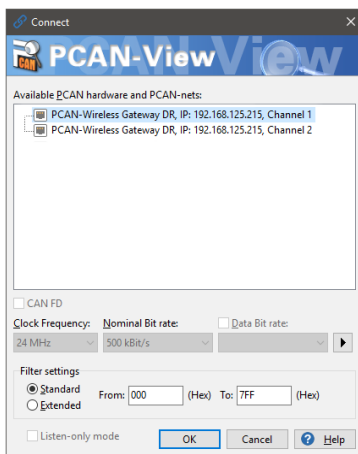 Connect
CAN
PCAN-View
Available PCAN hardware and PCAN-nets:
PCAN-Wireless Gateway DR, IP: 192.168.125.215, Channel 1
PCAN-Wireless Gateway DR, IP: 192.168.125.215, Channel 2
CAN FD
Clock Frequency: Nominal Bit rate: Data Bit rate:
24 MHz 500 kBit/s
Filter settings
Standard
Extended
From: 000 (Hex) To: 7FF (Hex)
Listen-only mode
OK Cancel Help